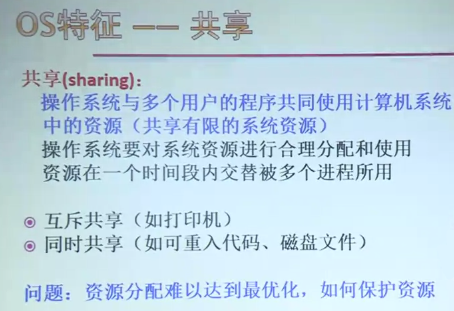 OS特征 —— 共享
共享(sharing):
操作系统与多个用户的程序共同使用计算机系统
中的资源（共享有限的系统资源）
操作系统要对系统资源进行合理分配和使用
资源在一个时间段内交替被多个进程所用
◉ 互斥共享（如打印机）
◉ 同时共享（如可重入代码、磁盘文件）
问题：资源分配难以达到最优化，如何保护资源